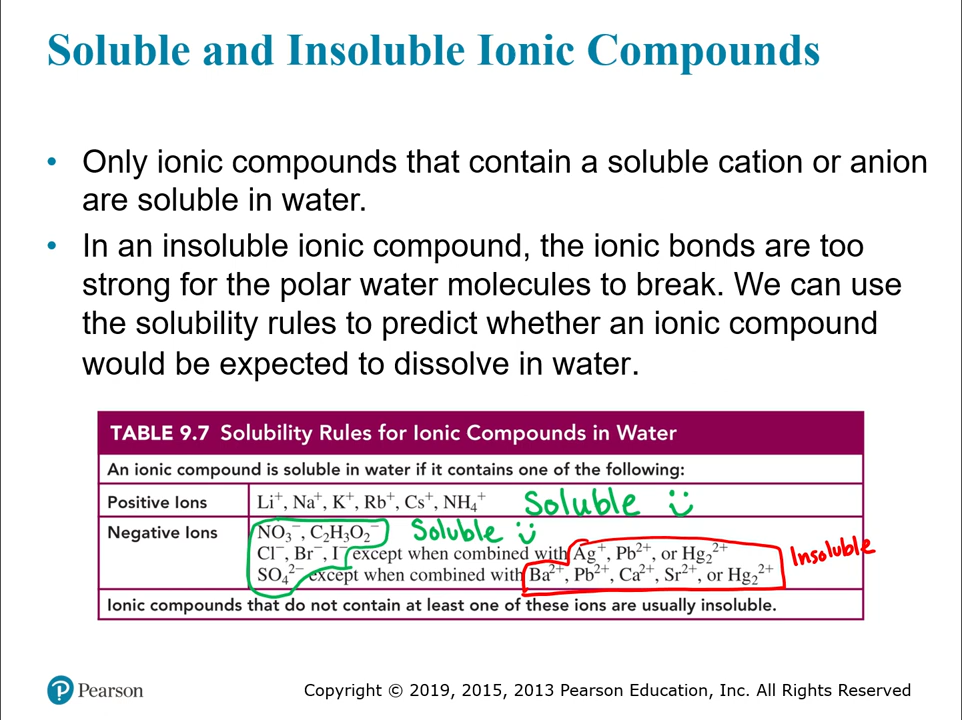 Soluble and Insoluble Ionic Compounds
• Only ionic compounds that contain a soluble cation or anion
are soluble in water.
• In an insoluble ionic compound, the ionic bonds are too
strong for the polar water molecules to break. We can use
the solubility rules to predict whether an ionic compound
would be expected to dissolve in water.
TABLE 9.7 Solubility Rules for Ionic Compounds in Water
An ionic compound is soluble in water if it contains one of the following:
Positive Ions Li⁺, Na⁺, K⁺, Rb⁺, Cs⁺, NH₄⁺ Soluble :)
Negative Ions NO₃⁻, C₂H₃O₂⁻ Soluble :)
Cl⁻, Br⁻, I⁻ except when combined with Ag⁺, Pb²⁺, or Hg₂²⁺ Insoluble
SO₄²⁻ except when combined with Ba²⁺, Pb²⁺, Ca²⁺, Sr²⁺, or Hg₂²⁺
Ionic compounds that do not contain at least one of these ions are usually insoluble.
P Pearson
Copyright © 2019, 2015, 2013 Pearson Education, Inc. All Rights Reserved